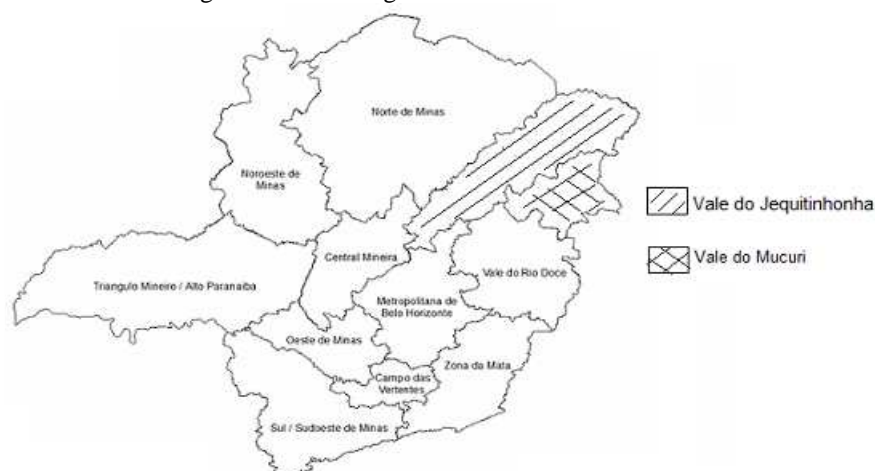 Norte de Minas
Noroeste de
Minas
Vale do Jequitinhonha
Vale do Mucuri
Central Mineira
Vale do Rio Doce
Triangulo Mineiro / Alto Paranaiba
Metropolitana de
Belo Horizonte
Oeste de Minas
Zona da Mata
Campo das
Vertentes
Sul / Sudoeste de Minas